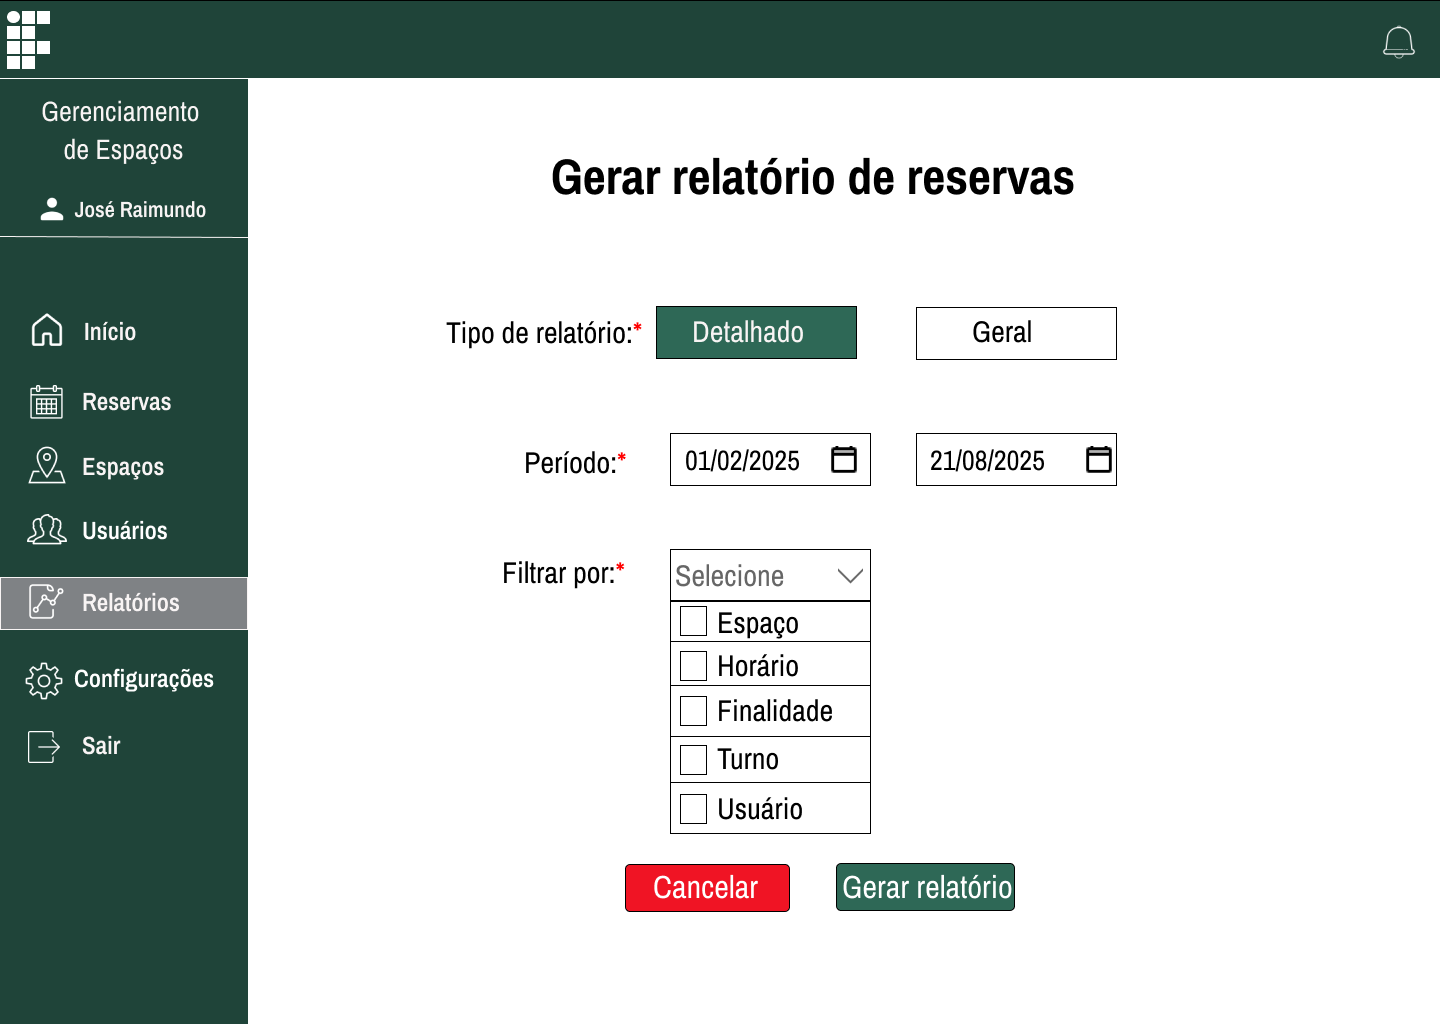 Gerenciamento
de Espaços
José Raimundo
Início
Reservas
Espaços
Usuários
Relatórios
Configurações
Sair
Gerar relatório de reservas
Tipo de relatório:* Detalhado Geral
Período:* 01/02/2025 21/08/2025
Filtrar por:* Selecione
Espaço
Horário
Finalidade
Turno
Usuário
Cancelar Gerar relatório